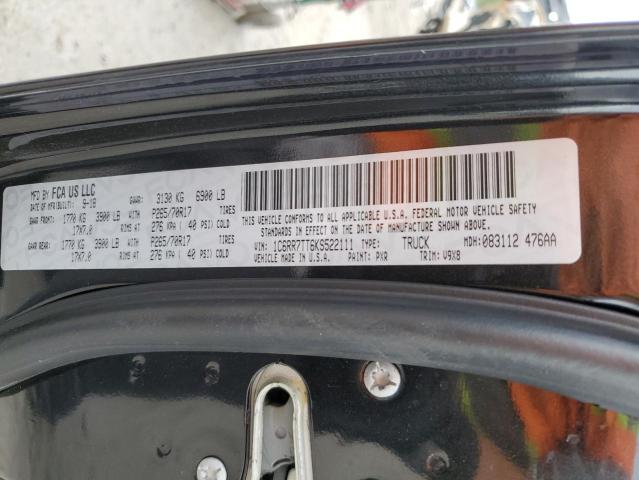 MFD BY FCA US LLC GVWR: 3130 KG 6900 LB
DATE OF MFR(BUILT): 9-18
GAWR FRONT: 1770 KG 3900 LB WITH P265/70R17 TIRES
17X7.0 RIMS AT 276 KPA ( 40 PSI) COLD
GAWR REAR: 1770 KG 3900 LB WITH P265/70R17 TIRES
17X7.0 RIMS AT 276 KPA ( 40 PSI) COLD
THIS VEHICLE CONFORMS TO ALL APPLICABLE U.S.A. FEDERAL MOTOR VEHICLE SAFETY
STANDARDS IN EFFECT ON THE DATE OF MANUFACTURE SHOWN ABOVE.
VIN: 1C6RR7TT6KS522111 TYPE: TRUCK MDH: 083112 476AA
VEHICLE MADE IN U.S.A. PAINT: PXR TRIM: V9X8